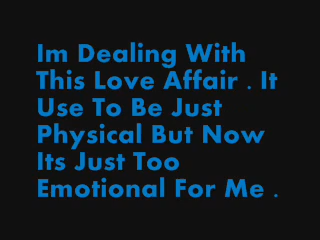 Im Dealing With
This Love Affair . It
Use To Be Just
Physical But Now
Its Just Too
Emotional For Me .